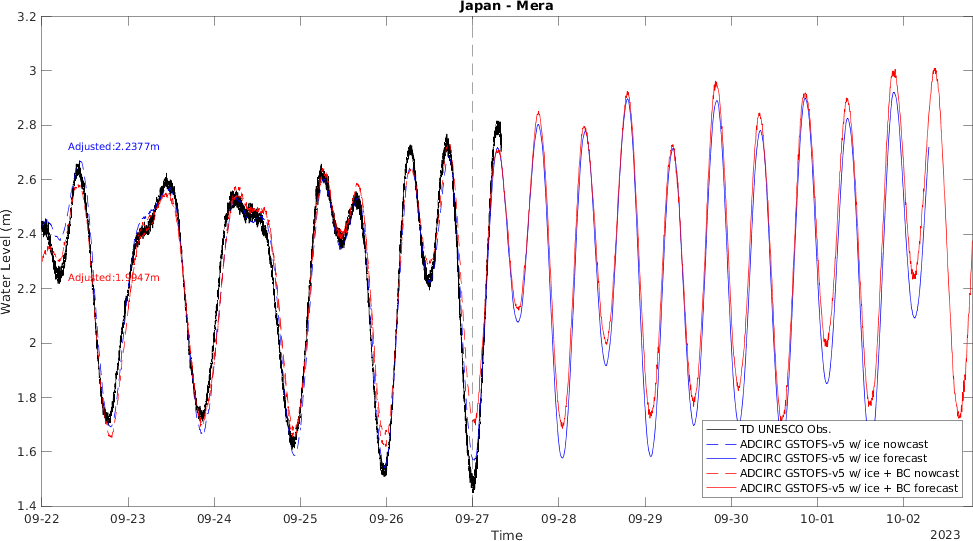 Japan - Mera
3.2
3
2.8
2.6
2.4
2.2
2
1.8
1.6
1.4
Water Level (m)
Adjusted:2.2377m
Adjusted:1.9947m
TD UNESCO Obs.
ADCIRC GSTOFS-v5 w/ ice nowcast
ADCIRC GSTOFS-v5 w/ ice forecast
ADCIRC GSTOFS-v5 w/ ice + BC nowcast
ADCIRC GSTOFS-v5 w/ ice + BC forecast
09-22 09-23 09-24 09-25 09-26 09-27 09-28 09-29 09-30 10-01 10-02
Time
2023